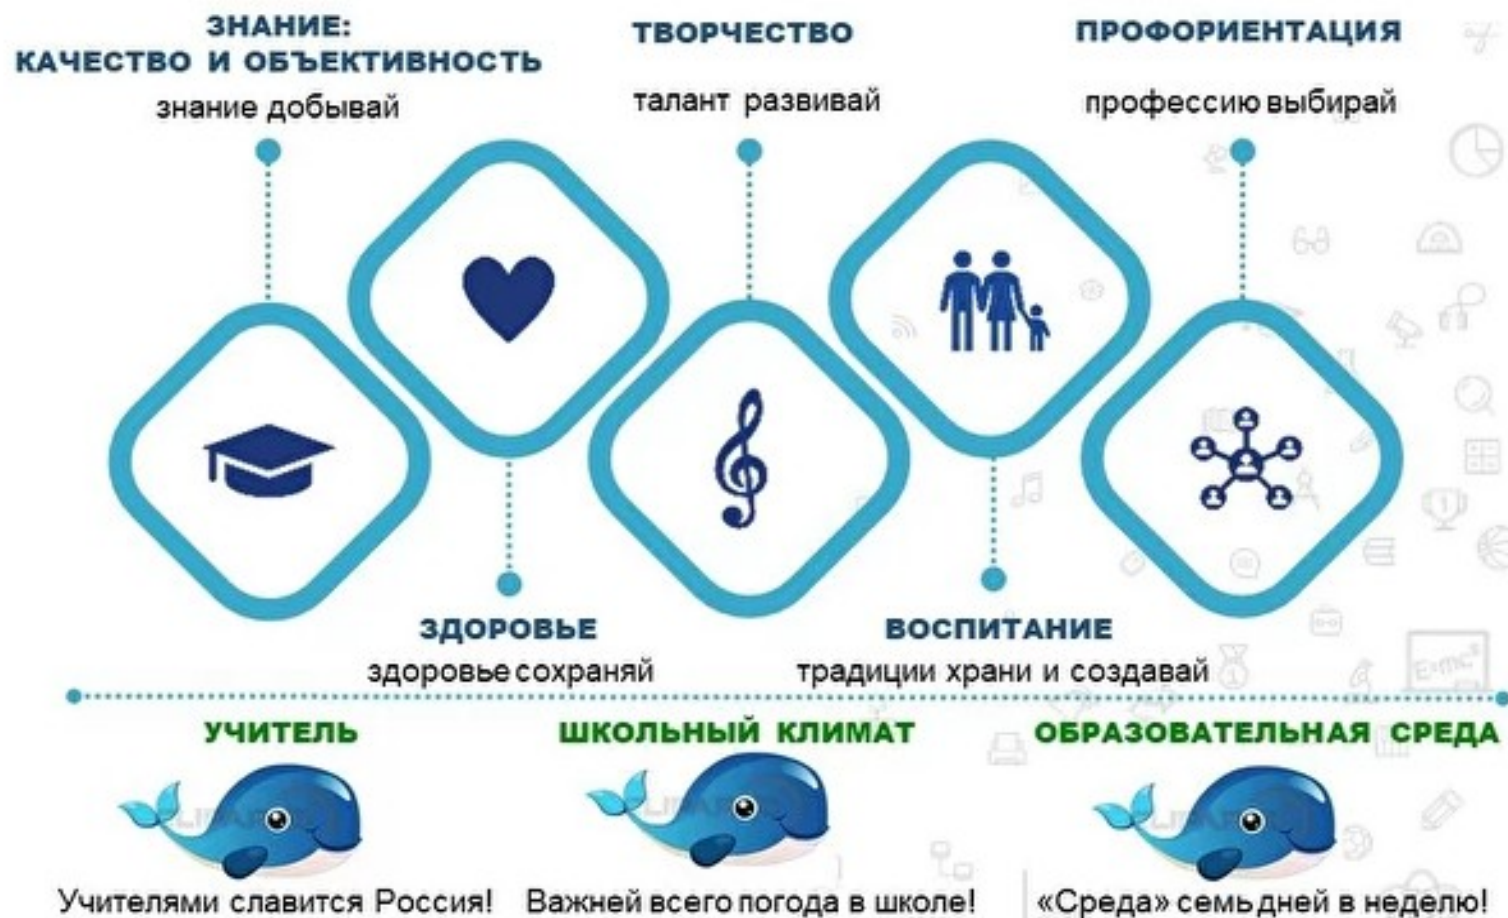 ЗНАНИЕ:
КАЧЕСТВО И ОБЪЕКТИВНОСТЬ
знание добывай
ТВОРЧЕСТВО
талант развивай
ПРОФОРИЕНТАЦИЯ
профессию выбирай
ЗДОРОВЬЕ
здоровье сохраняй
ВОСПИТАНИЕ
традиции храни и создавай
E=mc²
УЧИТЕЛЬ
Учителями славится Россия!
ШКОЛЬНЫЙ КЛИМАТ
Важней всего погода в школе!
ОБРАЗОВАТЕЛЬНАЯ СРЕДА
«Среда» семь дней в неделю!